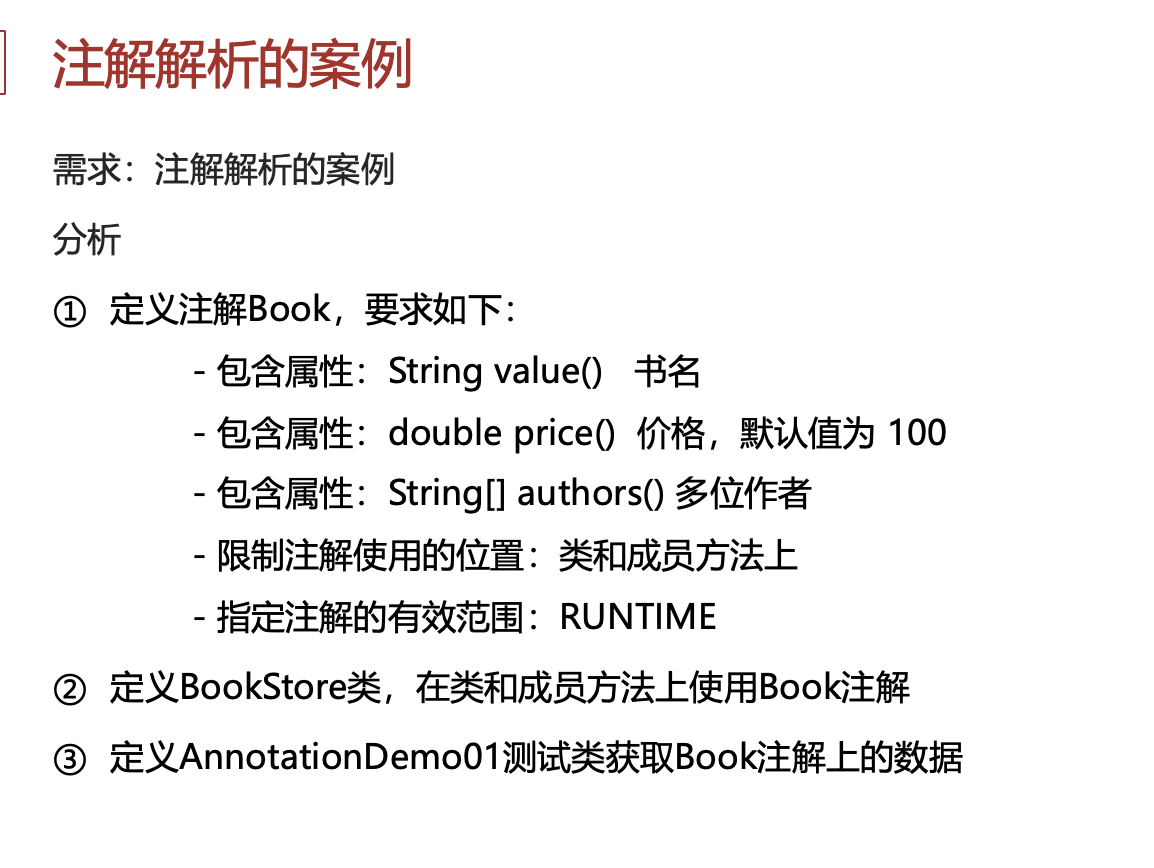 注解解析的案例
需求：注解解析的案例
分析
① 定义注解Book，要求如下：
- 包含属性：String value() 书名
- 包含属性：double price() 价格，默认值为 100
- 包含属性：String[] authors() 多位作者
- 限制注解使用的位置：类和成员方法上
- 指定注解的有效范围：RUNTIME
② 定义BookStore类，在类和成员方法上使用Book注解
③ 定义AnnotationDemo01测试类获取Book注解上的数据